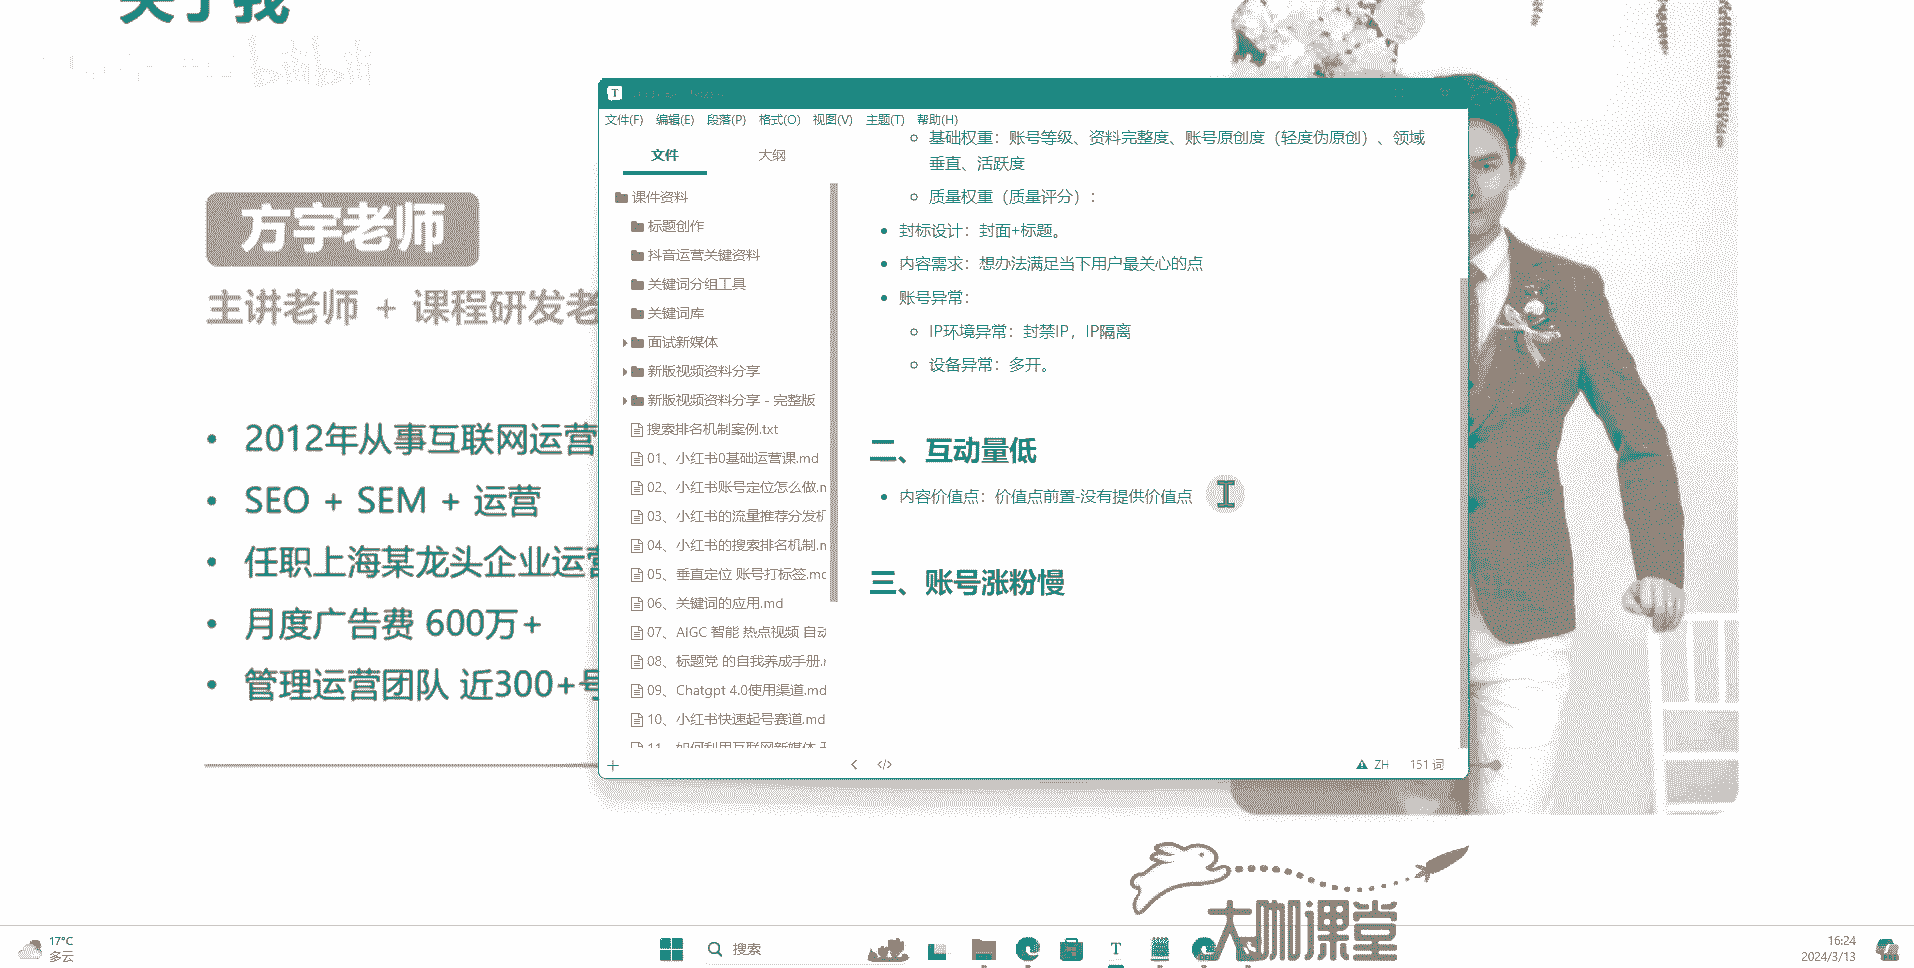 关于我
bilibili
方宇老师
主讲老师 + 课程研发老
• 2012年从事互联网运营
• SEO + SEM + 运营
• 任职上海某龙头企业运营
• 月度广告费 600万+
• 管理运营团队 近300+号
T
文件(F) 编辑(E) 段落(P) 格式(O) 视图(V) 主题(T) 帮助(H)
文件 大纲
课件资料
标题创作
抖音运营关键资料
关键词分组工具
关键词库
面试新媒体
新版视频资料分享
新版视频资料分享 - 完整版
搜索排名机制案例.txt
01、小红书0基础运营课.md
02、小红书账号定位怎么做.m
03、小红书的流量推荐分发机
04、小红书的搜索排名机制.m
05、垂直定位 账号打标签.md
06、关键词的应用.md
07、AIGC 智能 热点视频 自动
08、标题党 的自我养成手册.m
09、Chatgpt 4.0使用渠道.md
10、小红书快速起号赛道.md
11、如何利用互联网新媒体
基础权重：账号等级、资料完整度、账号原创度（轻度伪原创）、领域
垂直、活跃度
质量权重（质量评分）：
• 封标设计：封面+标题。
• 内容需求：想办法满足当下用户最关心的点
• 账号异常：
IP环境异常：封禁IP，IP隔离
设备异常：多开。
二、互动量低
• 内容价值点：价值点前置-没有提供价值点
三、账号涨粉慢
+ < </> ZH 151 词
大咖课堂
17°C
多云
搜索
16:24
2024/3/13